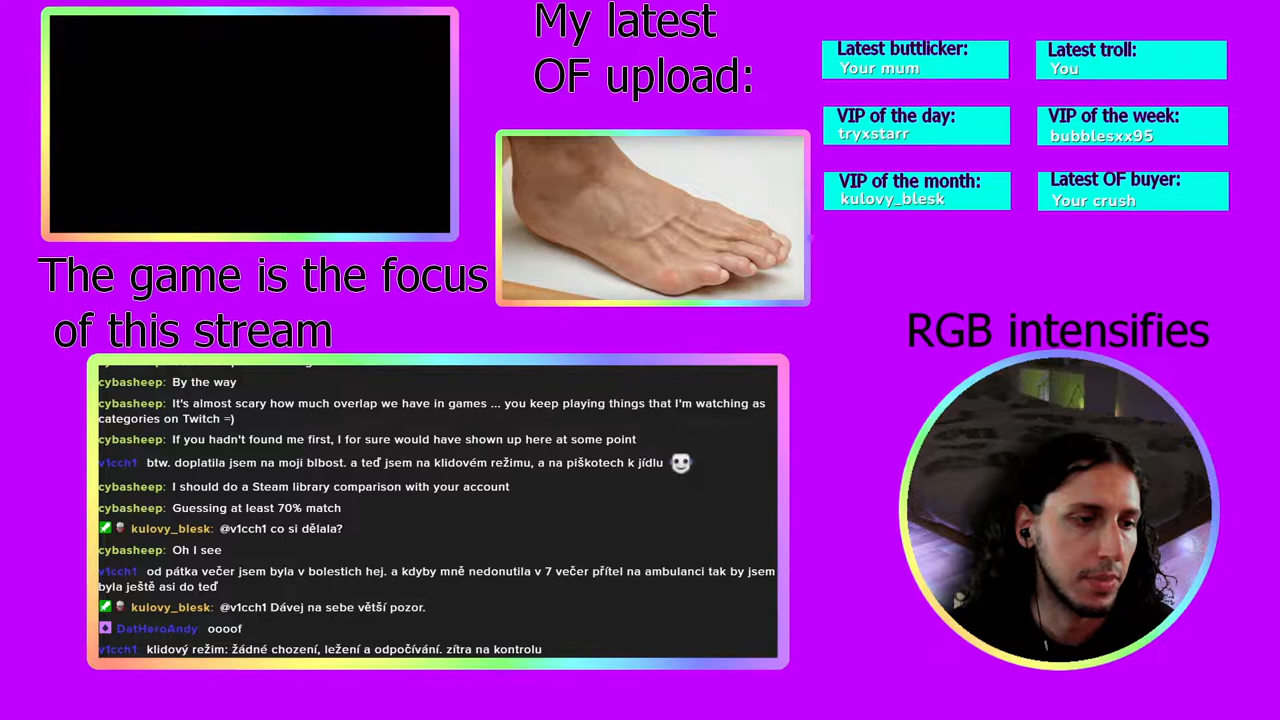 My latest
OF upload:
Latest buttlicker:
Your mum
Latest troll:
You
VIP of the day:
tryxstarr
VIP of the week:
bubblesxx95
VIP of the month:
kulovy_blesk
Latest OF buyer:
Your crush
The game is the focus
of this stream
RGB intensifies
cybasheep: By the way
cybasheep: It's almost scary how much overlap we have in games ... you keep playing things that I'm watching as
categories on Twitch =)
cybasheep: If you hadn't found me first, I for sure would have shown up here at some point
v1cch1: btw. doplatila jsem na moji blbost. a teď jsem na klidovém režimu, a na piškotech k jídlu
cybasheep: I should do a Steam library comparison with your account
cybasheep: Guessing at least 70% match
kulovy_blesk: @v1cch1 co si dělala?
cybasheep: Oh I see
v1cch1: od pátka večer jsem byla v bolestich hej. a kdyby mně nedonutila v 7 večer přítel na ambulanci tak by jsem
byla ještě asi do teď
kulovy_blesk: @v1cch1 Dávej na sebe větší pozor.
DatHeroAndy: oooof
v1cch1: klidový režim: žádné chození, ležení a odpočívání. zítra na kontrolu